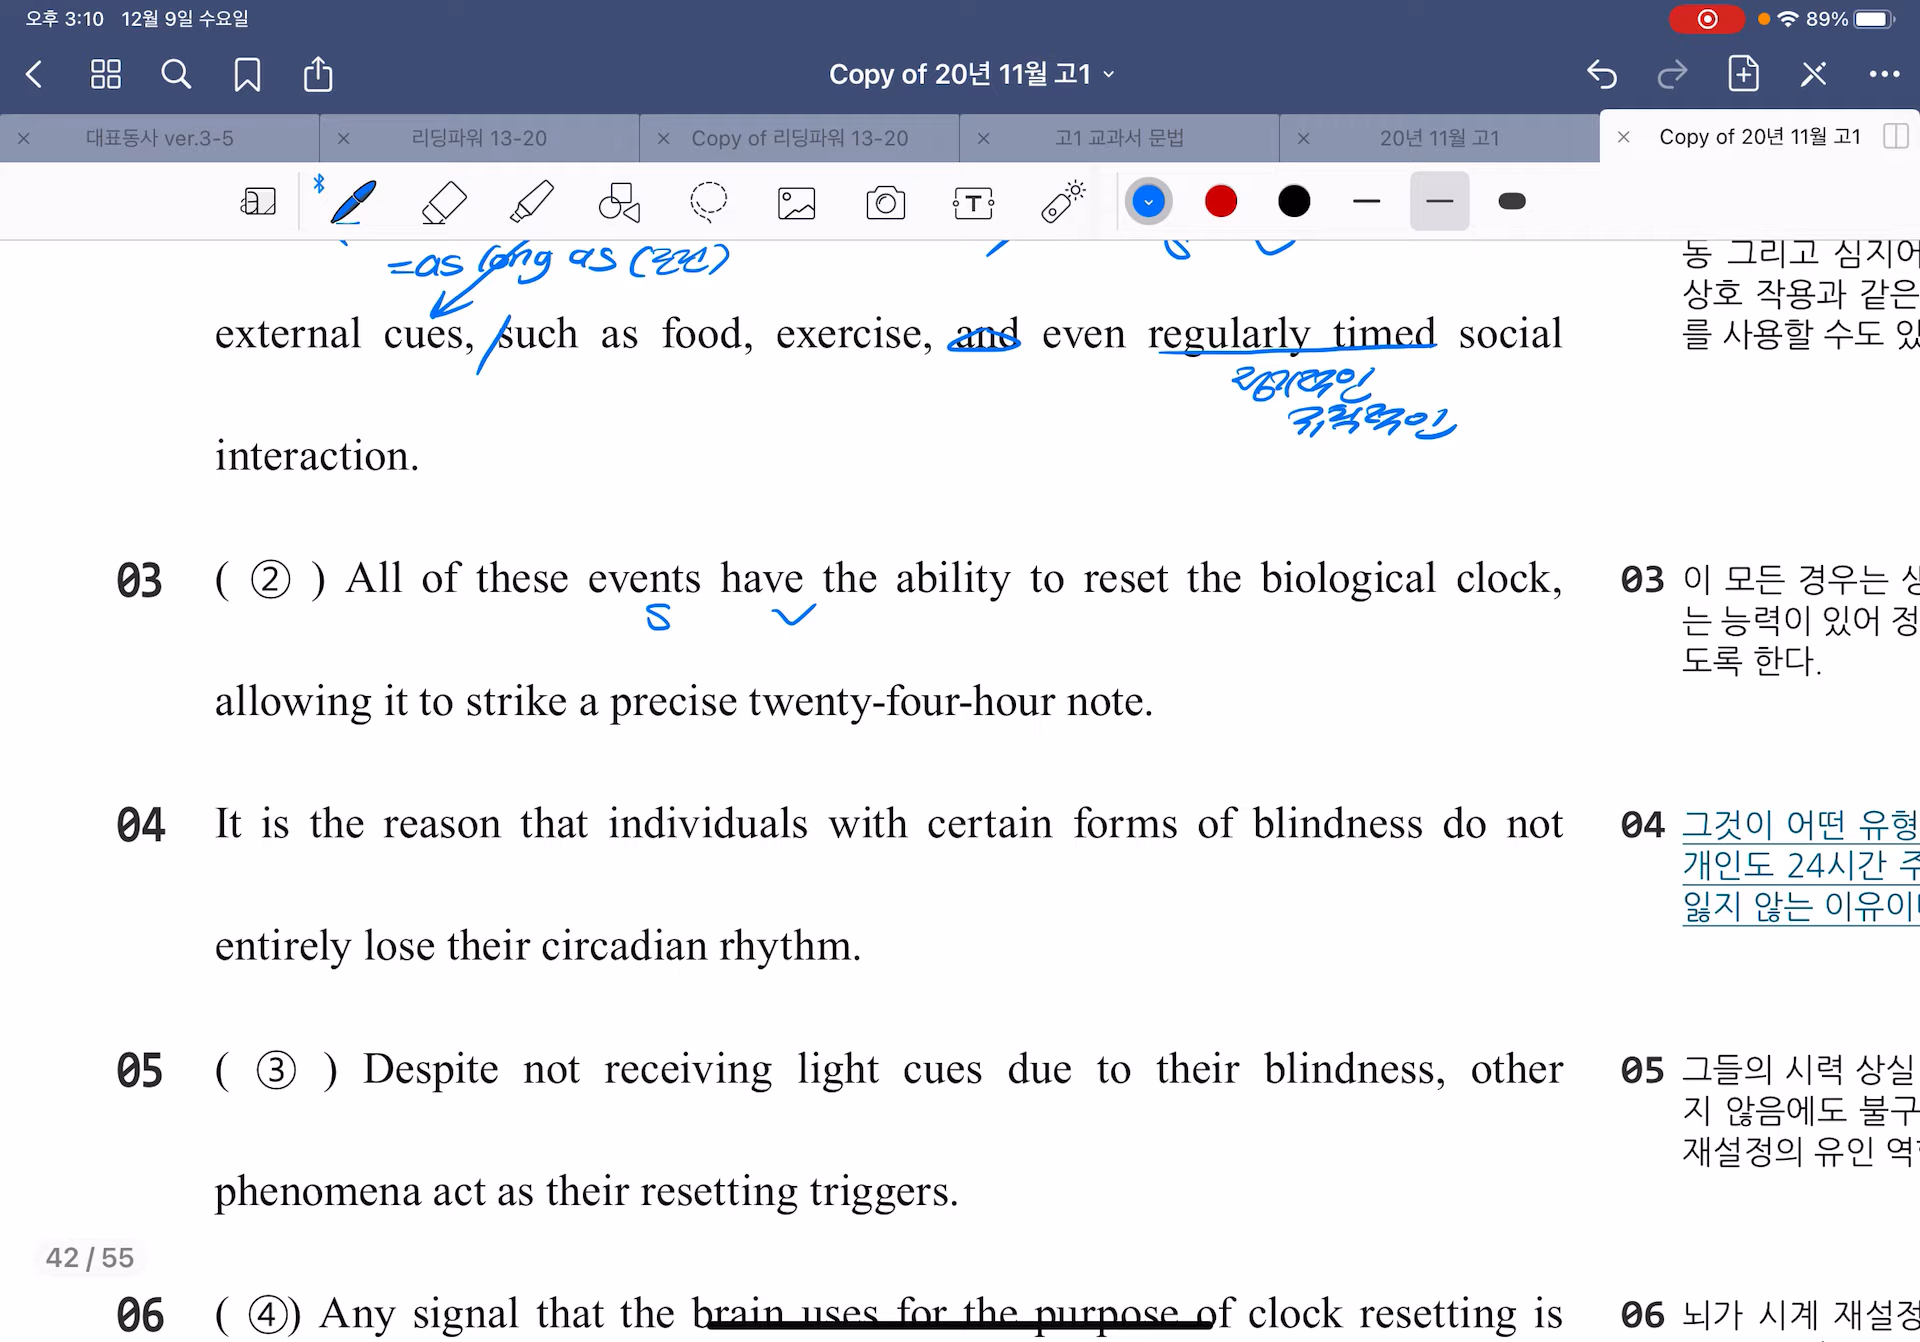 오후 3:10 12월 9일 수요일
89%
Copy of 20년 11월 고1
대표동사 ver.3-5
리딩파워 13-20
Copy of 리딩파워 13-20
고1 교과서 문법
20년 11월 고1
Copy of 20년 11월 고1
=as long as (조건)
external cues, such as food, exercise, and even regularly timed social
정기적인
규칙적인
interaction.
03 ( ② ) All of these events have the ability to reset the biological clock,
S V
allowing it to strike a precise twenty-four-hour note.
04 It is the reason that individuals with certain forms of blindness do not
entirely lose their circadian rhythm.
05 ( ③ ) Despite not receiving light cues due to their blindness, other
phenomena act as their resetting triggers.
06 ( ④) Any signal that the brain uses for the purpose of clock resetting is
42 / 55
동 그리고 심지어
상호 작용과 같은
를 사용할 수도 있
03 이 모든 경우는 생
는 능력이 있어 정
도록 한다.
04 그것이 어떤 유형
개인도 24시간 주
잃지 않는 이유이
05 그들의 시력 상실
지 않음에도 불구
재설정의 유인 역
06 뇌가 시계 재설정